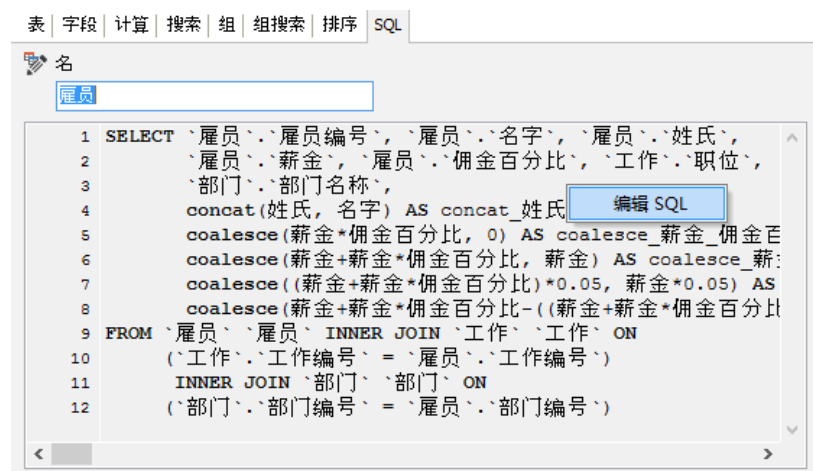 表 字段 计算 搜索 组 组搜索 排序 SQL
名
雇员
1 SELECT `雇员`.`雇员编号`, `雇员`.`名字`, `雇员`.`姓氏`,
2 `雇员`.`薪金`, `雇员`.`佣金百分比`, `工作`.`职位`,
3 `部门`.`部门名称`,
4 concat(姓氏, 名字) AS concat_姓氏 编辑 SQL
5 coalesce(薪金*佣金百分比, 0) AS coalesce_薪金_佣金百
6 coalesce(薪金+薪金*佣金百分比, 薪金) AS coalesce_薪
7 coalesce((薪金+薪金*佣金百分比)*0.05, 薪金*0.05) AS
8 coalesce(薪金+薪金*佣金百分比-((薪金+薪金*佣金百分比
9 FROM `雇员` `雇员` INNER JOIN `工作` `工作` ON
10 (`工作`.`工作编号` = `雇员`.`工作编号`)
11 INNER JOIN `部门` `部门` ON
12 (`部门`.`部门编号` = `雇员`.`部门编号`)